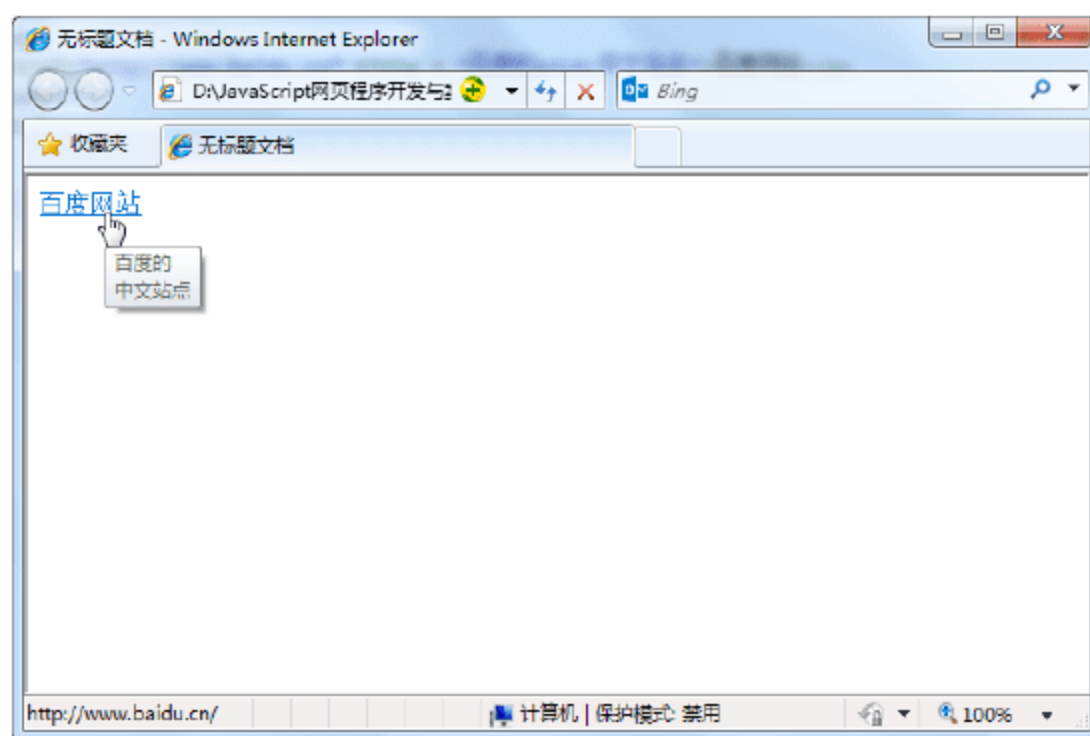 无标题文档 - Windows Internet Explorer
D:\JavaScript网页程序开发与
Bing
收藏夹
无标题文档
百度网站
百度的
中文站点
http://www.baidu.cn/
计算机 | 保护模式: 禁用
100%